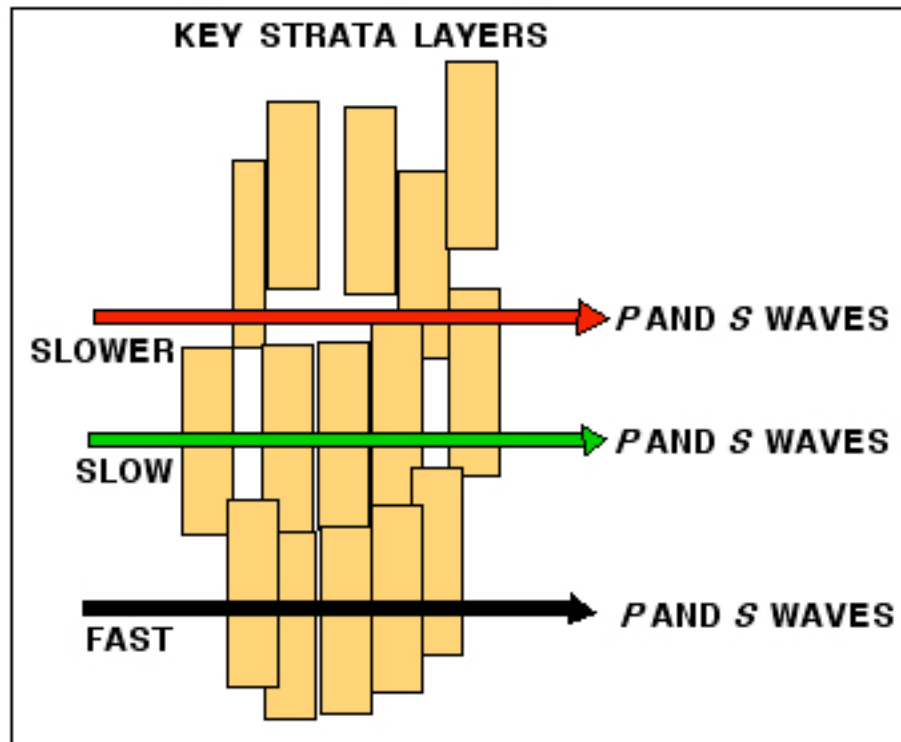 KEY STRATA LAYERS
P AND S WAVES
SLOWER
P AND S WAVES
SLOW
P AND S WAVES
FAST